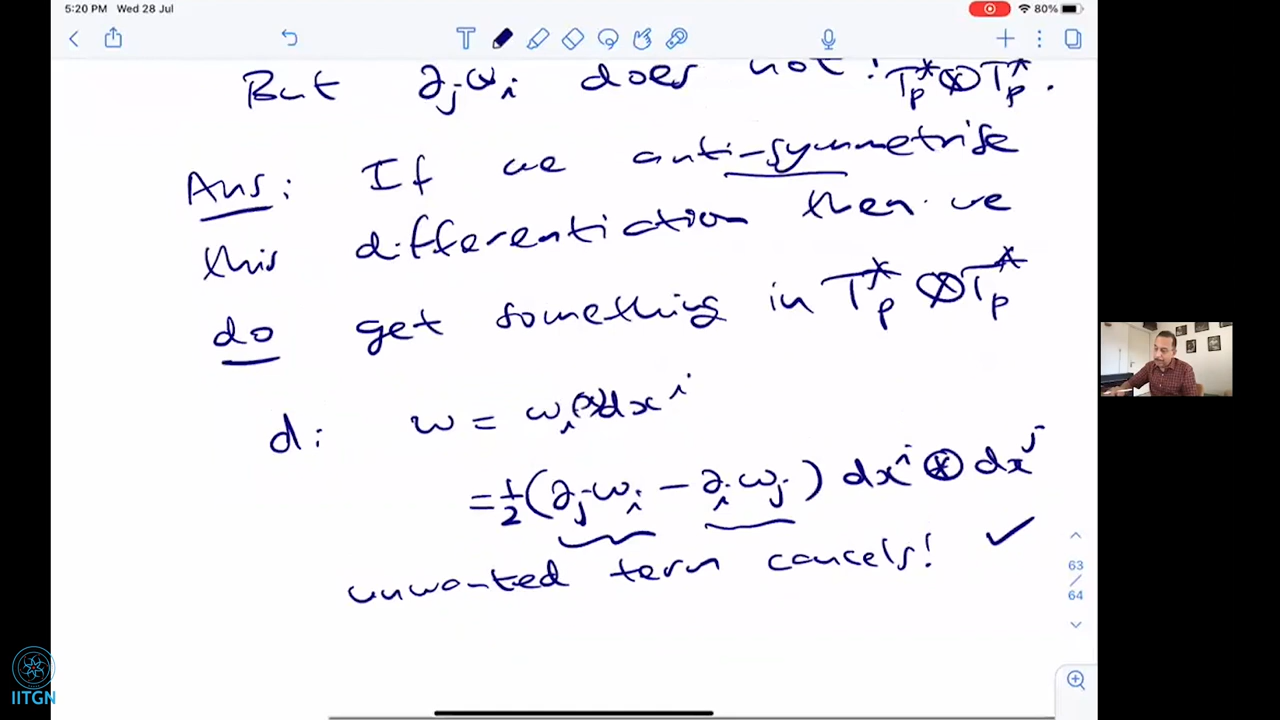 5:20 PM Wed 28 Jul
80%
But ∂ⱼωᵢ does not! Tₚ* ⊗ Tₚ* .
Ans: If we anti-symmetrise
this differentiation then we
do get something in Tₚ* ⊗ Tₚ*
d: ω = ωᵢ(x)dxⁱ
= ½(∂ⱼωᵢ − ∂ᵢωⱼ) dxⁱ ⊗ dxʲ
unwanted term cancels! ✓
63
/
64
IITGN